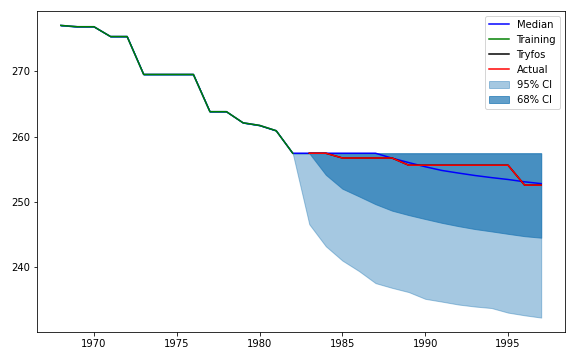 Median
Training
Tryfos
Actual
95% CI
68% CI
270
260
250
240
1970
1975
1980
1985
1990
1995